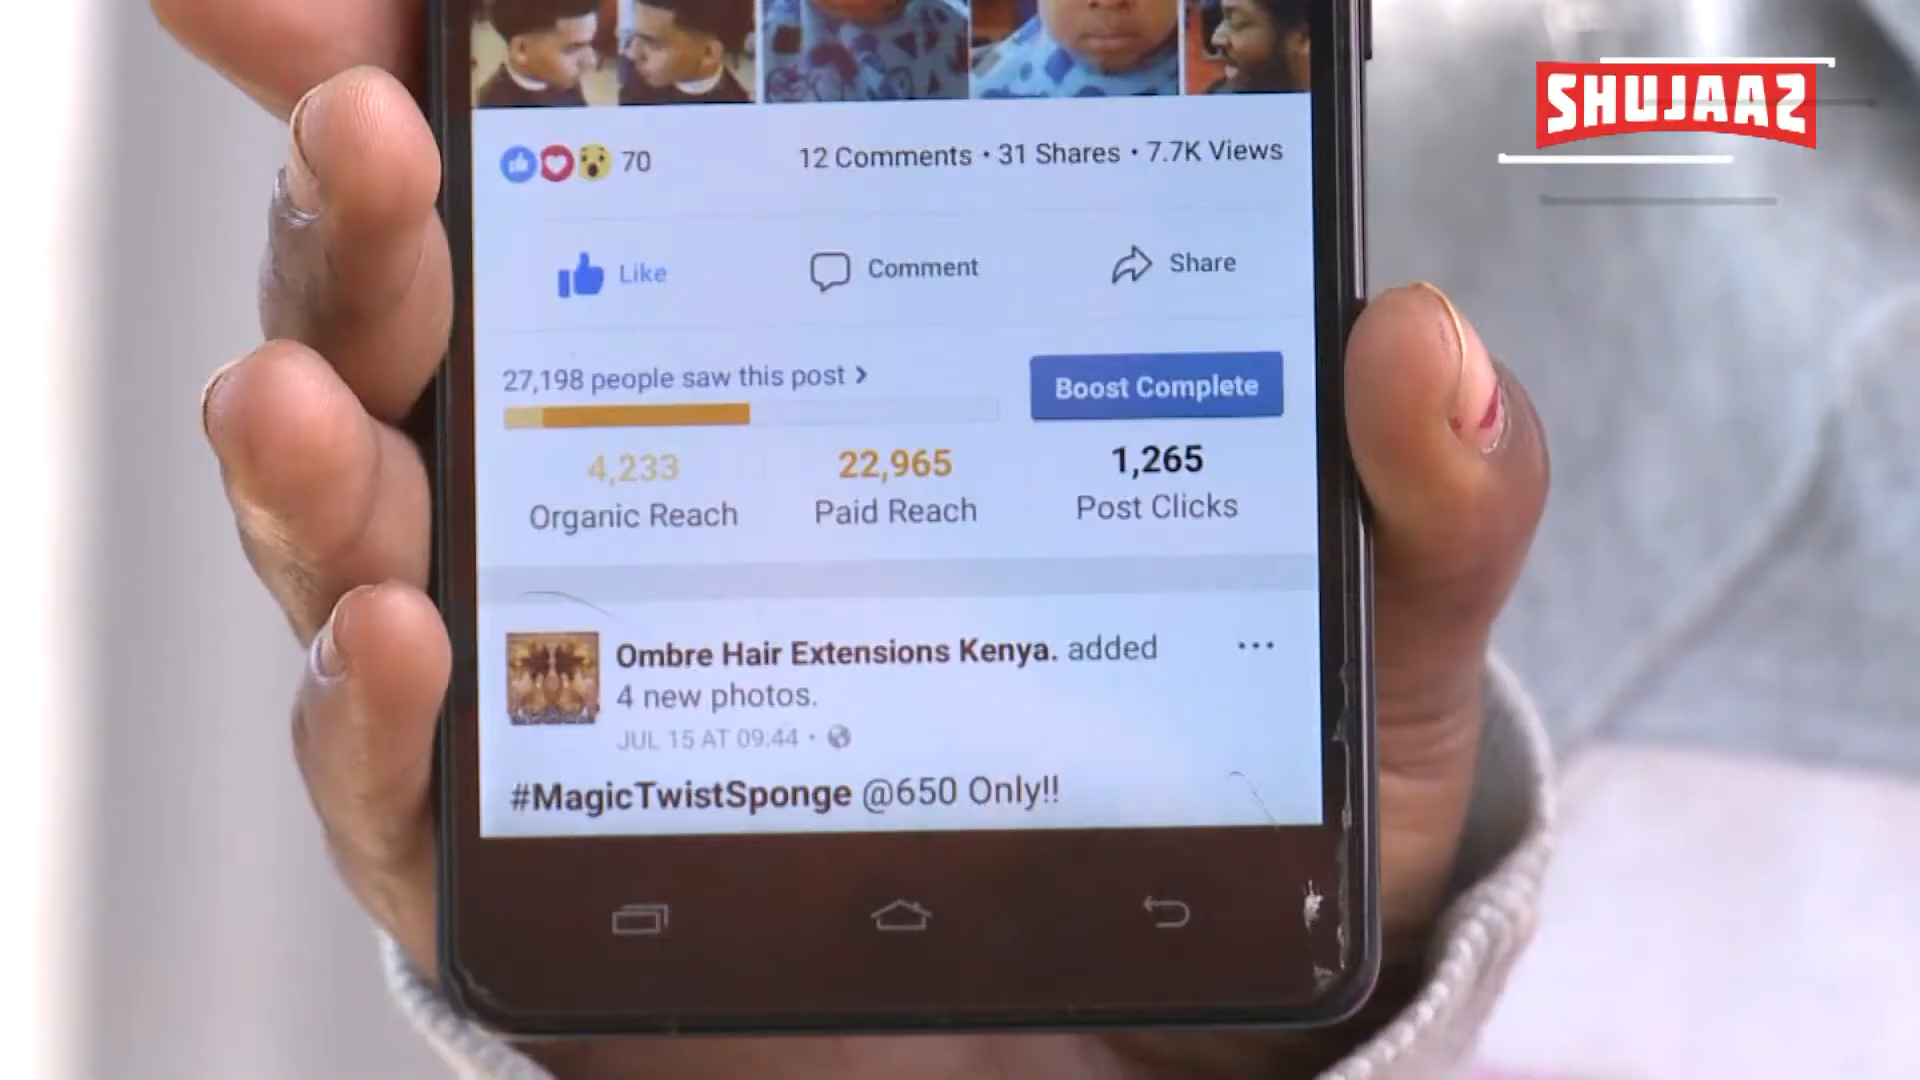 SHUJAAZ
70
12 Comments • 31 Shares • 7.7K Views
Like
Comment
Share
27,198 people saw this post >
Boost Complete
4,233
22,965
1,265
Organic Reach
Paid Reach
Post Clicks
Ombre Hair Extensions Kenya. added
4 new photos.
JUL 15 AT 09:44 •
#MagicTwistSponge @650 Only!!